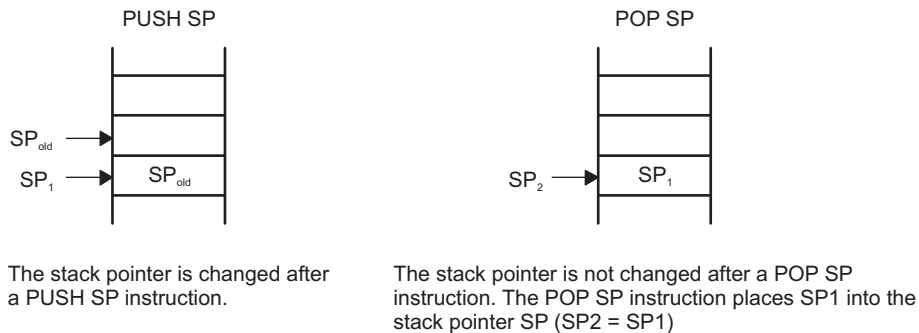 PUSH SP
POP SP
SPold
SP1
SPold
SP2
SP1
The stack pointer is changed after
a PUSH SP instruction.
The stack pointer is not changed after a POP SP
instruction. The POP SP instruction places SP1 into the
stack pointer SP (SP2 = SP1)